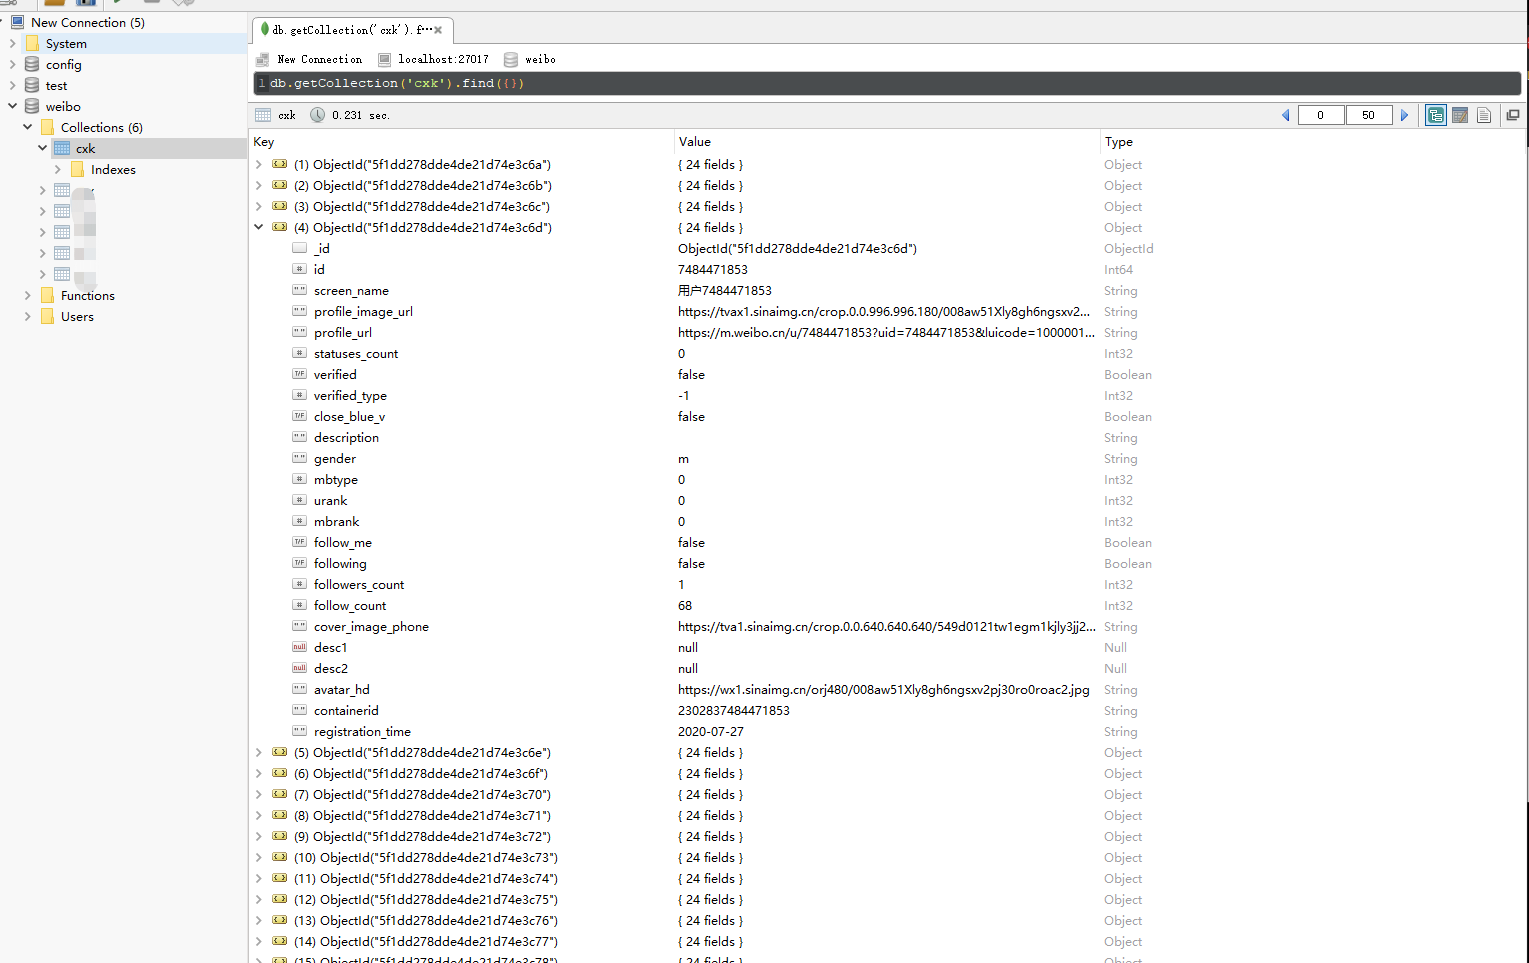 New Connection (5)
System
config
test
weibo
Collections (6)
cxk
Indexes
Functions
Users
db.getCollection('cxk').f···
New Connection localhost:27017 weibo
1 db.getCollection('cxk').find({})
cxk 0.231 sec. 0 50
Key Value Type
(1) ObjectId("5f1dd278dde4de21d74e3c6a") { 24 fields } Object
(2) ObjectId("5f1dd278dde4de21d74e3c6b") { 24 fields } Object
(3) ObjectId("5f1dd278dde4de21d74e3c6c") { 24 fields } Object
(4) ObjectId("5f1dd278dde4de21d74e3c6d") { 24 fields } Object
_id ObjectId("5f1dd278dde4de21d74e3c6d") ObjectId
# id 7484471853 Int64
"" screen_name 用户7484471853 String
"" profile_image_url https://tvax1.sinaimg.cn/crop.0.0.996.996.180/008aw51Xly8gh6ngsxv2... String
"" profile_url https://m.weibo.cn/u/7484471853?uid=7484471853&luicode=1000001... String
# statuses_count 0 Int32
T/F verified false Boolean
# verified_type -1 Int32
T/F close_blue_v false Boolean
"" description String
"" gender m String
# mbtype 0 Int32
# urank 0 Int32
# mbrank 0 Int32
T/F follow_me false Boolean
T/F following false Boolean
# followers_count 1 Int32
# follow_count 68 Int32
"" cover_image_phone https://tva1.sinaimg.cn/crop.0.0.640.640.640/549d0121tw1egm1kjly3jj2... String
null desc1 null Null
null desc2 null Null
"" avatar_hd https://wx1.sinaimg.cn/orj480/008aw51Xly8gh6ngsxv2pj30ro0roac2.jpg String
"" containerid 2302837484471853 String
"" registration_time 2020-07-27 String
(5) ObjectId("5f1dd278dde4de21d74e3c6e") { 24 fields } Object
(6) ObjectId("5f1dd278dde4de21d74e3c6f") { 24 fields } Object
(7) ObjectId("5f1dd278dde4de21d74e3c70") { 24 fields } Object
(8) ObjectId("5f1dd278dde4de21d74e3c71") { 24 fields } Object
(9) ObjectId("5f1dd278dde4de21d74e3c72") { 24 fields } Object
(10) ObjectId("5f1dd278dde4de21d74e3c73") { 24 fields } Object
(11) ObjectId("5f1dd278dde4de21d74e3c74") { 24 fields } Object
(12) ObjectId("5f1dd278dde4de21d74e3c75") { 24 fields } Object
(13) ObjectId("5f1dd278dde4de21d74e3c76") { 24 fields } Object
(14) ObjectId("5f1dd278dde4de21d74e3c77") { 24 fields } Object
(15) ObjectId("5f1dd278dde4de21d74e3c78") { 24 fields } Object